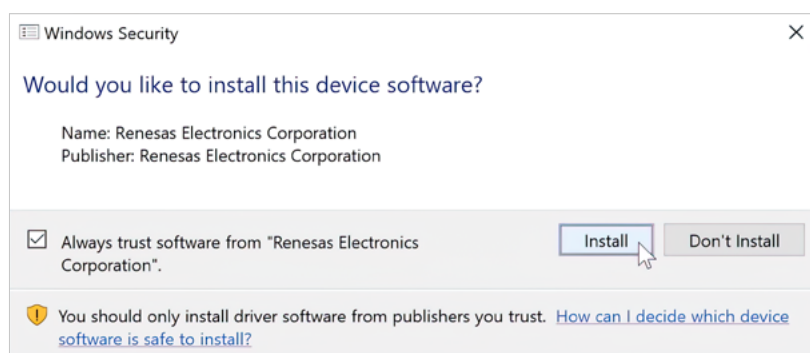 Windows Security
Would you like to install this device software?
Name: Renesas Electronics Corporation
Publisher: Renesas Electronics Corporation
Always trust software from "Renesas Electronics
Corporation".
Install
Don't Install
You should only install driver software from publishers you trust. How can I decide which device
software is safe to install?